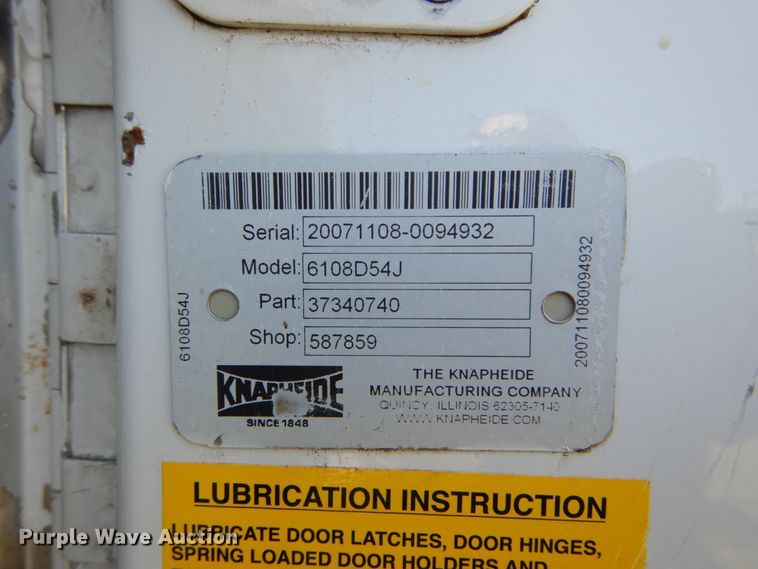 Serial: 20071108-0094932
Model: 6108D54J
Part: 37340740
Shop: 587859
6108D54J
200711080094932
KNAPHEIDE
SINCE 1848
THE KNAPHEIDE
MANUFACTURING COMPANY
QUINCY, ILLINOIS 62305-7140
WWW.KNAPHEIDE.COM
LUBRICATION INSTRUCTION
LUBRICATE DOOR LATCHES, DOOR HINGES,
SPRING LOADED DOOR HOLDERS AND
Purple Wave Auction